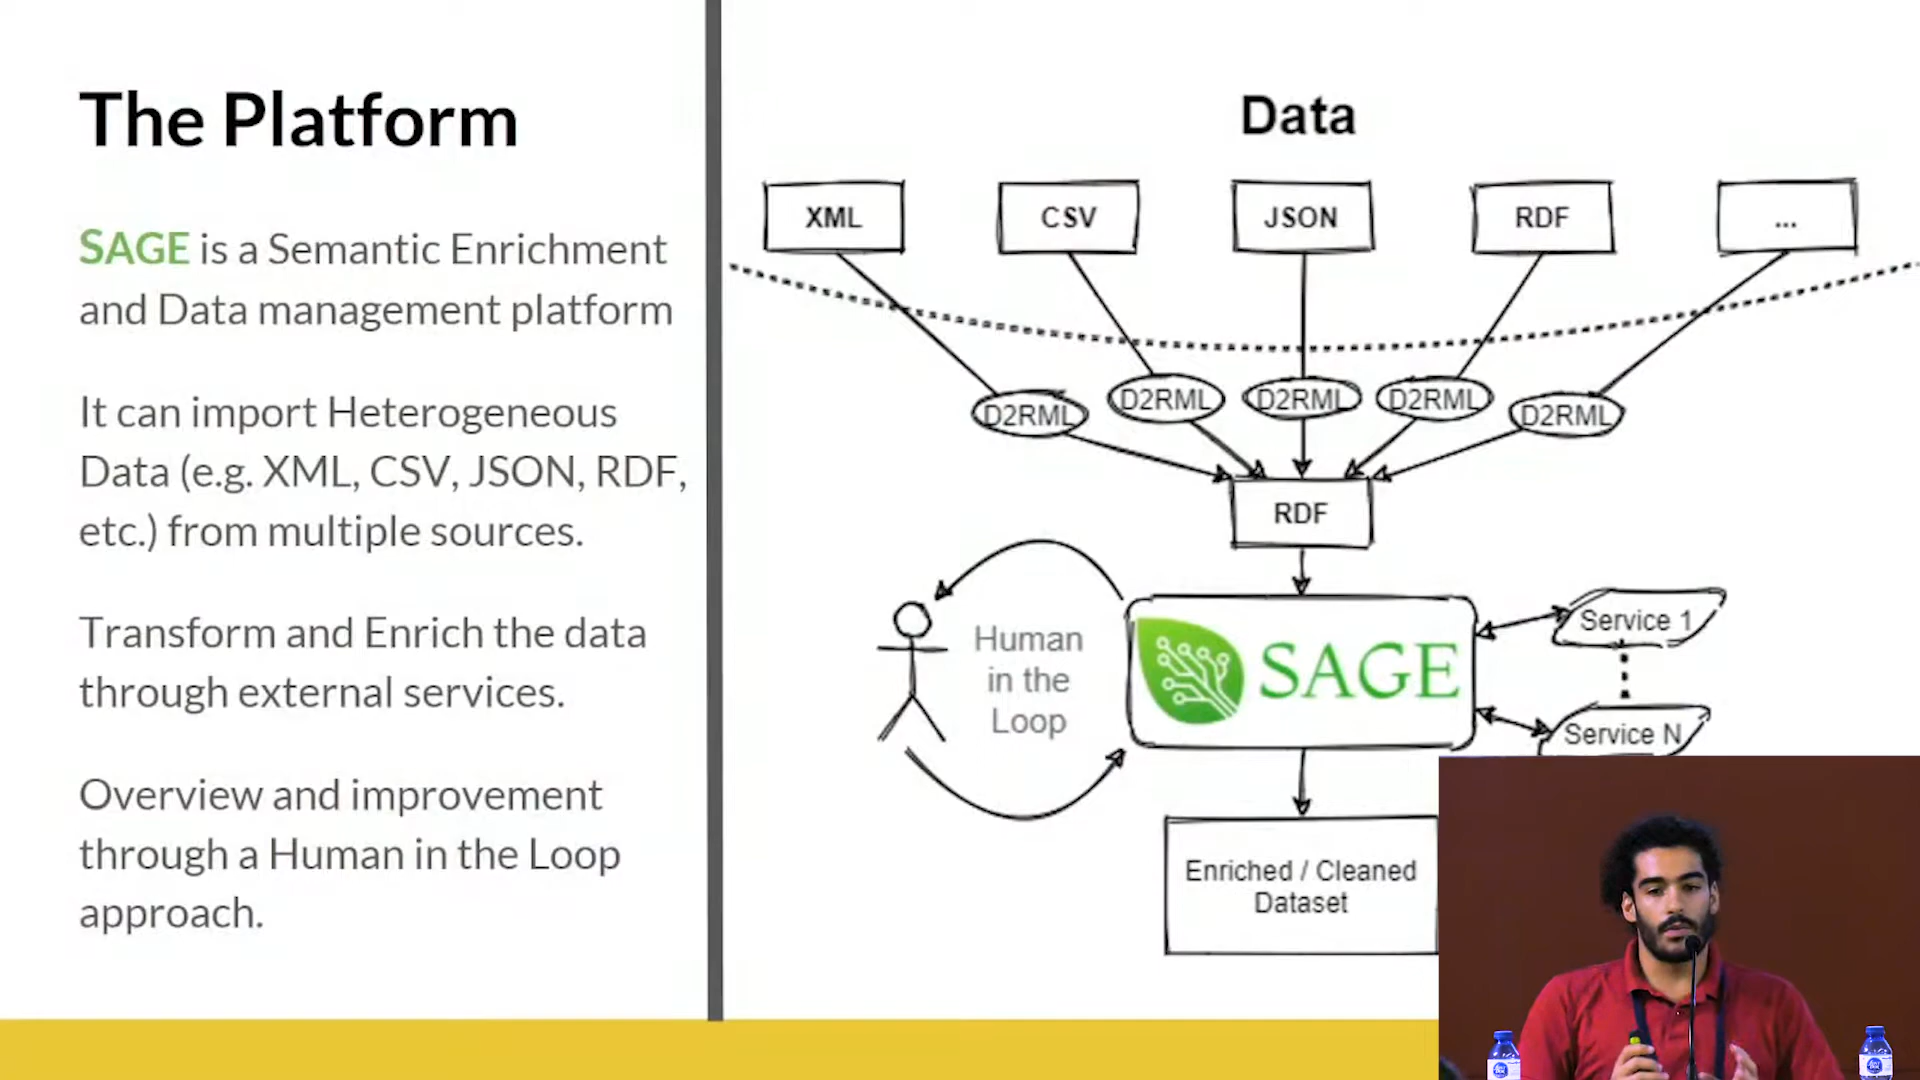 The Platform
SAGE is a Semantic Enrichment
and Data management platform
It can import Heterogeneous
Data (e.g. XML, CSV, JSON, RDF,
etc.) from multiple sources.
Transform and Enrich the data
through external services.
Overview and improvement
through a Human in the Loop
approach.
Data
XML
CSV
JSON
RDF
...
D2RML
D2RML
D2RML
D2RML
D2RML
RDF
Human
in the
Loop
SAGE
Service 1
Service N
Enriched / Cleaned
Dataset